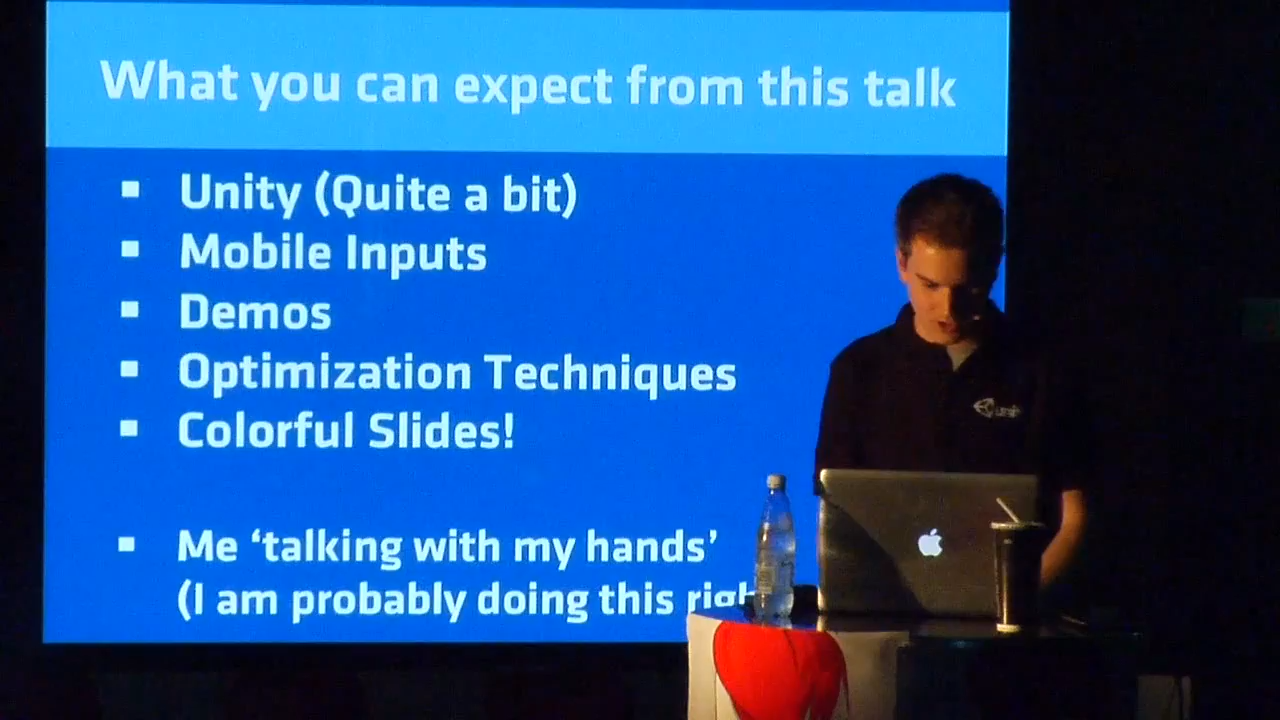 What you can expect from this talk
Unity (Quite a bit)
Mobile Inputs
Demos
Optimization Techniques
Colorful Slides!
Me ‘talking with my hands’
(I am probably doing this